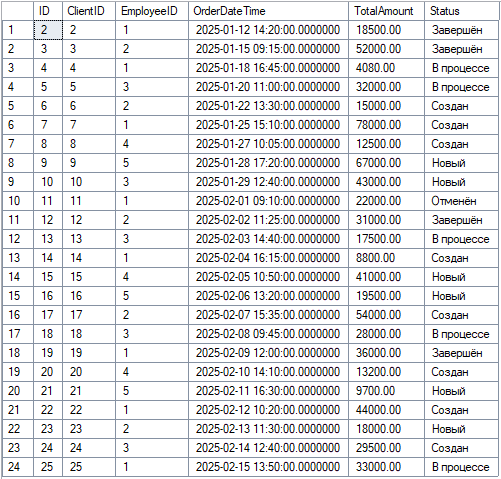 ID ClientID EmployeeID OrderDateTime TotalAmount Status
1 2 2 1 2025-01-12 14:20:00.0000000 18500.00 Завершён
2 3 3 2 2025-01-15 09:15:00.0000000 52000.00 Завершён
3 4 4 1 2025-01-18 16:45:00.0000000 4080.00 В процессе
4 5 5 3 2025-01-20 11:00:00.0000000 32000.00 В процессе
5 6 6 2 2025-01-22 13:30:00.0000000 15000.00 Создан
6 7 7 1 2025-01-25 15:10:00.0000000 78000.00 Создан
7 8 8 4 2025-01-27 10:05:00.0000000 12500.00 Создан
8 9 9 5 2025-01-28 17:20:00.0000000 67000.00 Новый
9 10 10 3 2025-01-29 12:40:00.0000000 43000.00 Новый
10 11 11 1 2025-02-01 09:10:00.0000000 22000.00 Отменён
11 12 12 2 2025-02-02 11:25:00.0000000 31000.00 Завершён
12 13 13 3 2025-02-03 14:40:00.0000000 17500.00 В процессе
13 14 14 1 2025-02-04 16:15:00.0000000 8800.00 Создан
14 15 15 4 2025-02-05 10:50:00.0000000 41000.00 Новый
15 16 16 5 2025-02-06 13:20:00.0000000 19500.00 Новый
16 17 17 2 2025-02-07 15:35:00.0000000 54000.00 Создан
17 18 18 3 2025-02-08 09:45:00.0000000 28000.00 В процессе
18 19 19 1 2025-02-09 12:00:00.0000000 36000.00 Завершён
19 20 20 4 2025-02-10 14:10:00.0000000 13200.00 Создан
20 21 21 5 2025-02-11 16:30:00.0000000 9700.00 Новый
21 22 22 1 2025-02-12 10:20:00.0000000 44000.00 Создан
22 23 23 2 2025-02-13 11:30:00.0000000 18000.00 Новый
23 24 24 3 2025-02-14 12:40:00.0000000 29500.00 Создан
24 25 25 1 2025-02-15 13:50:00.0000000 33000.00 В процессе